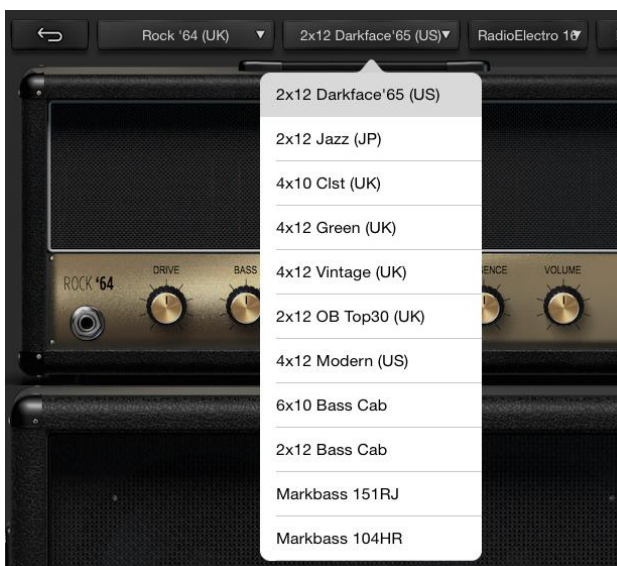 Rock '64 (UK)
2x12 Darkface'65 (US)
RadioElectro
2x12 Darkface'65 (US)
2x12 Jazz (JP)
4x10 Clst (UK)
4x12 Green (UK)
4x12 Vintage (UK)
2x12 OB Top30 (UK)
4x12 Modern (US)
6x10 Bass Cab
2x12 Bass Cab
Markbass 151RJ
Markbass 104HR
ROCK '64
DRIVE
BASS
VOLUME